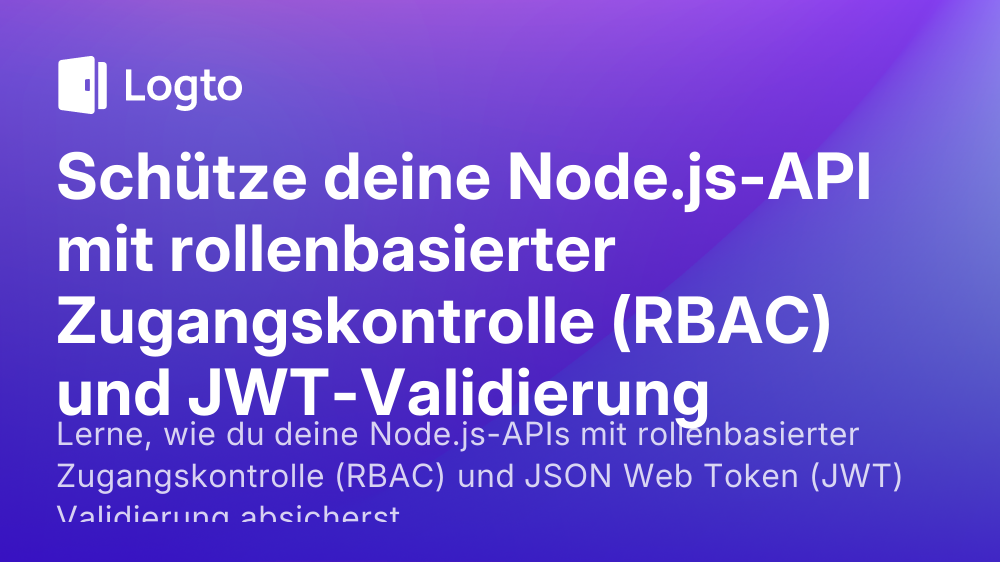 Logto
Schütze deine Node.js-API
mit rollenbasierter
Zugangskontrolle (RBAC)
und JWT-Validierung
Lerne, wie du deine Node.js-APIs mit rollenbasierter
Zugangskontrolle (RBAC) und JSON Web Token (JWT)
Validierung absicherst